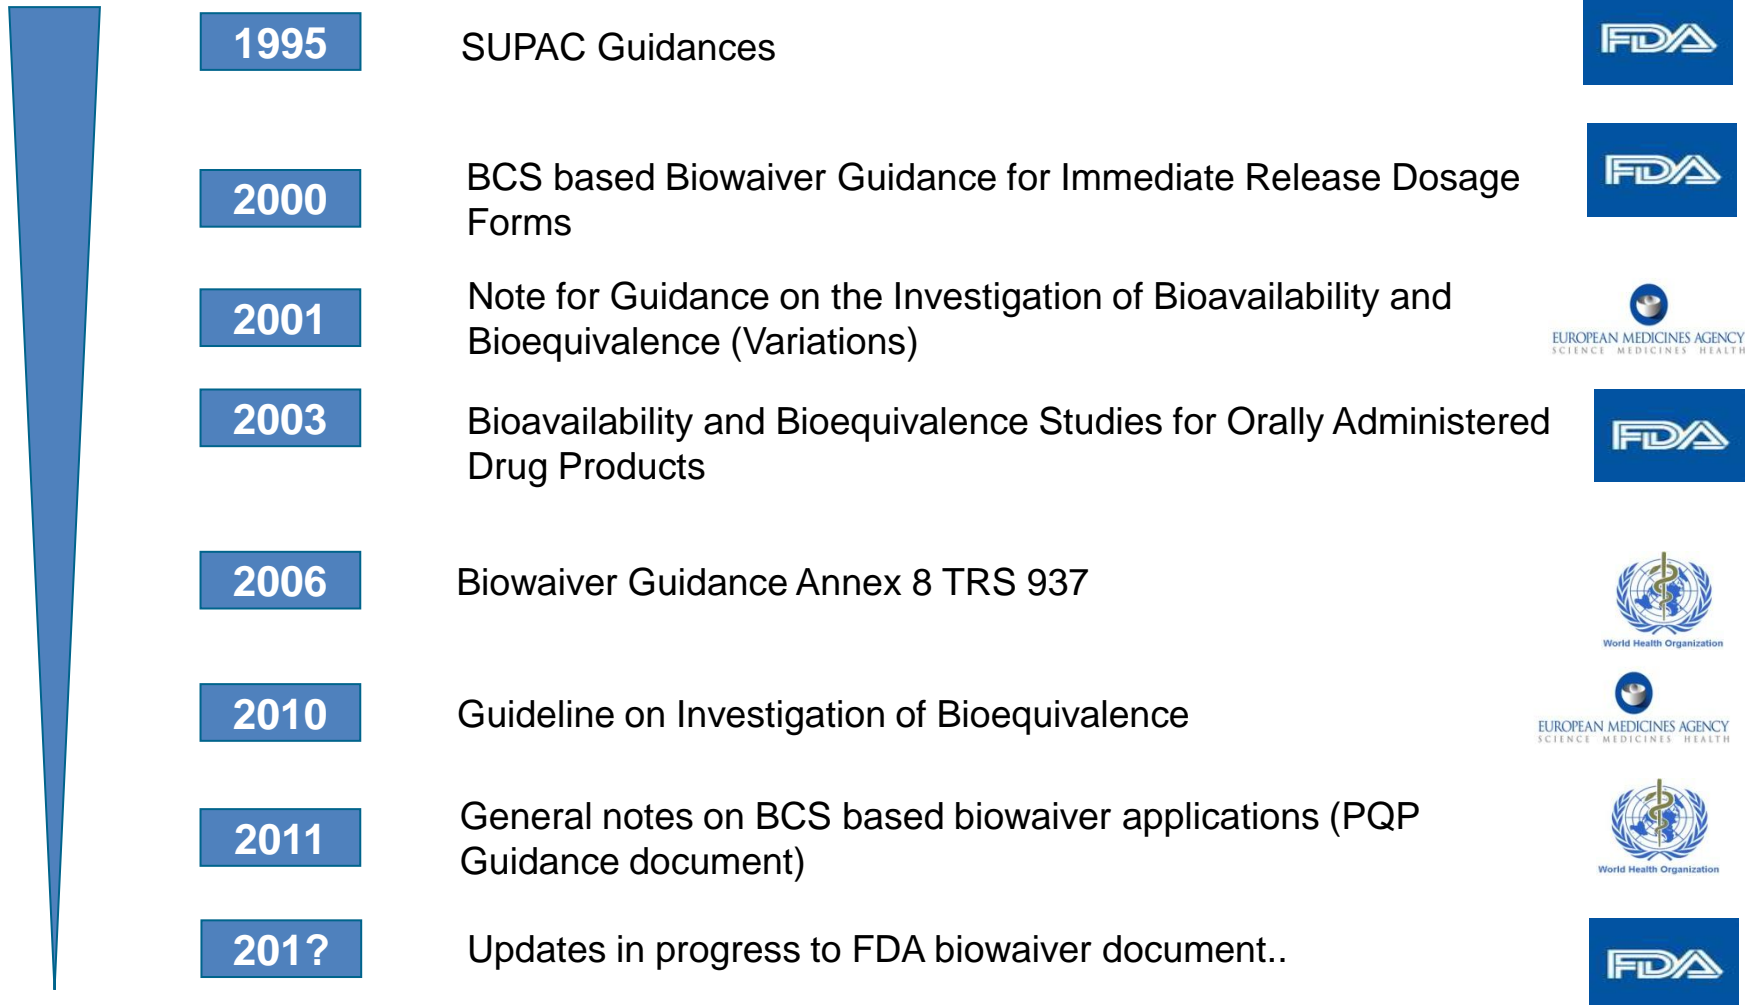 1995
SUPAC Guidances
FDA
2000
BCS based Biowaiver Guidance for Immediate Release Dosage
Forms
FDA
2001
Note for Guidance on the Investigation of Bioavailability and
Bioequivalence (Variations)
EUROPEAN MEDICINES AGENCY
SCIENCE MEDICINES HEALTH
2003
Bioavailability and Bioequivalence Studies for Orally Administered
Drug Products
FDA
2006
Biowaiver Guidance Annex 8 TRS 937
World Health Organization
2010
Guideline on Investigation of Bioequivalence
EUROPEAN MEDICINES AGENCY
SCIENCE MEDICINES HEALTH
2011
General notes on BCS based biowaiver applications (PQP
Guidance document)
World Health Organization
201?
Updates in progress to FDA biowaiver document..
FDA